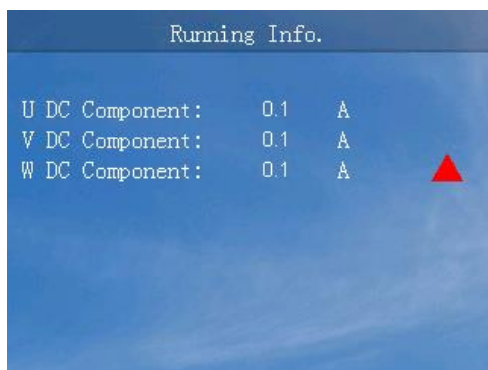 Running Info.
U DC Component: 0.1 A
V DC Component: 0.1 A
W DC Component: 0.1 A